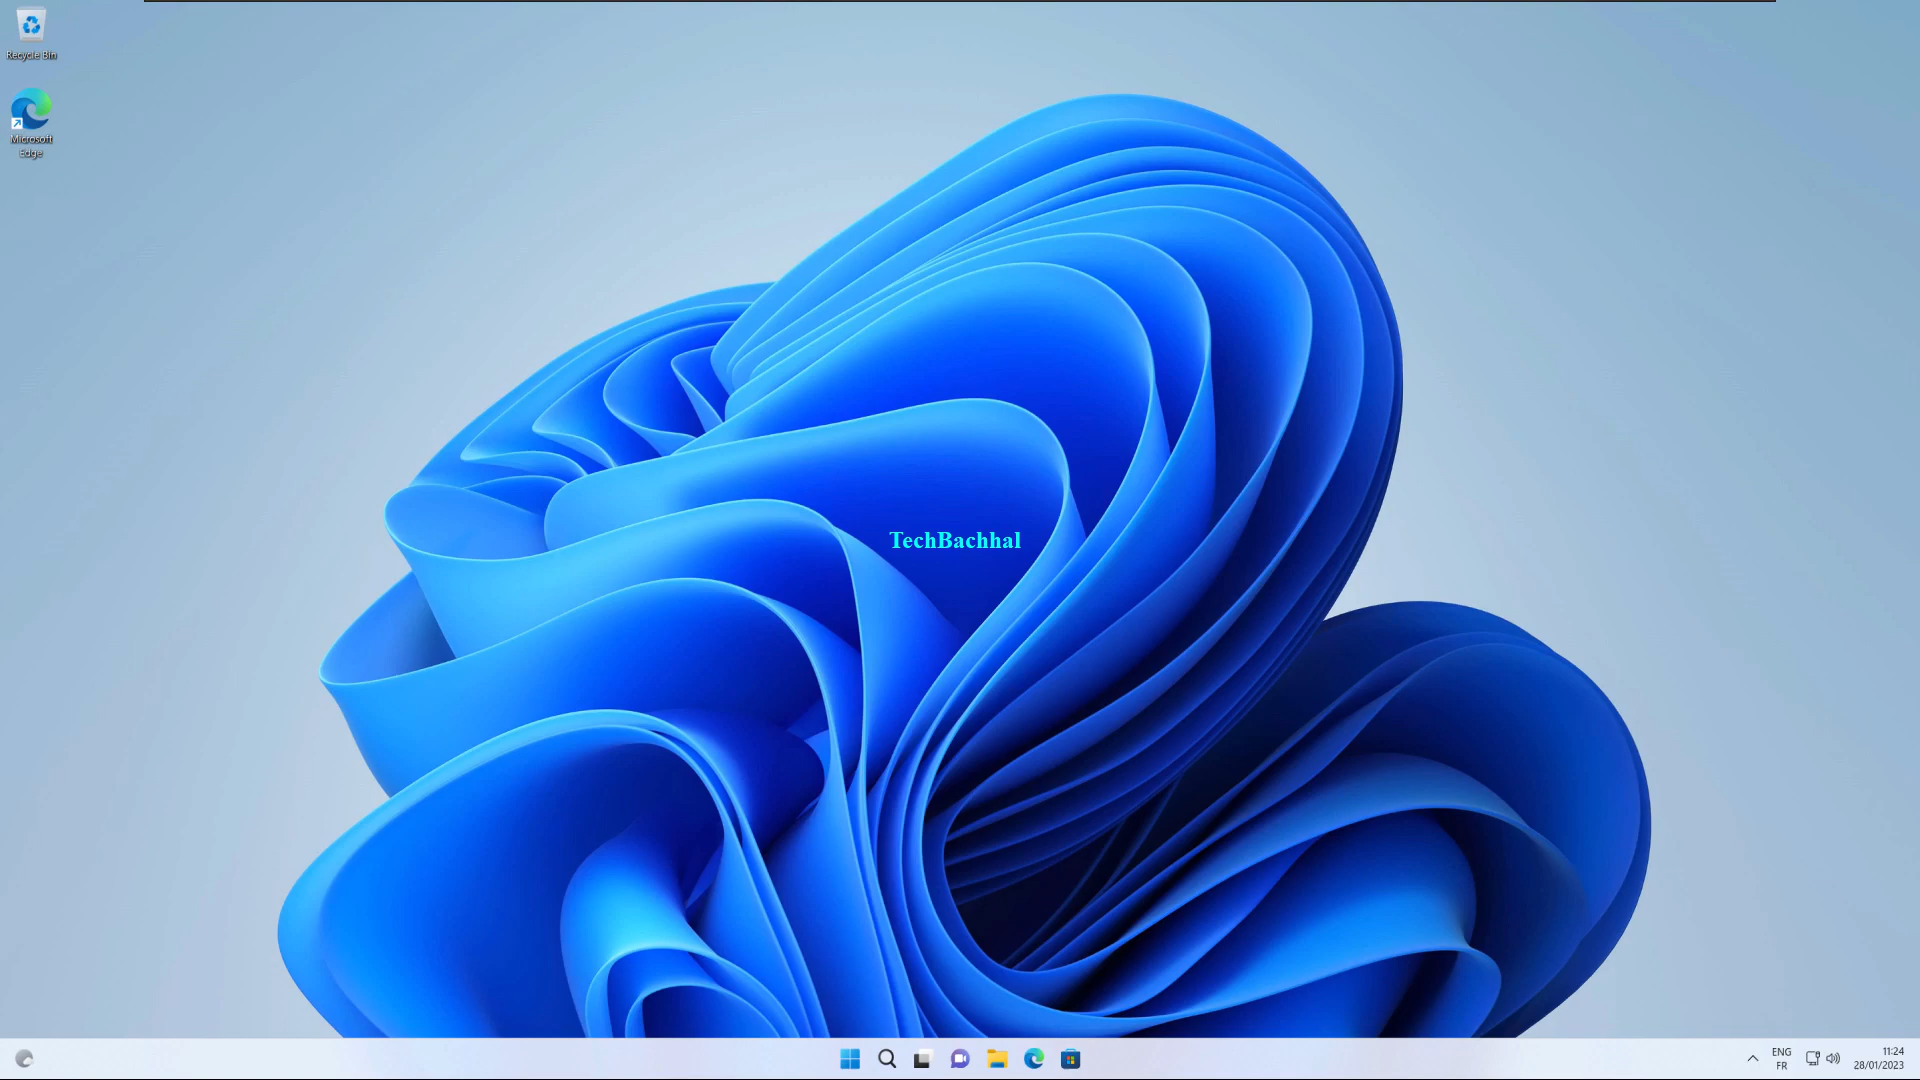 Recycle Bin
Microsoft
Edge
TechBachhal
ENG
FR
11:24
28/01/2023